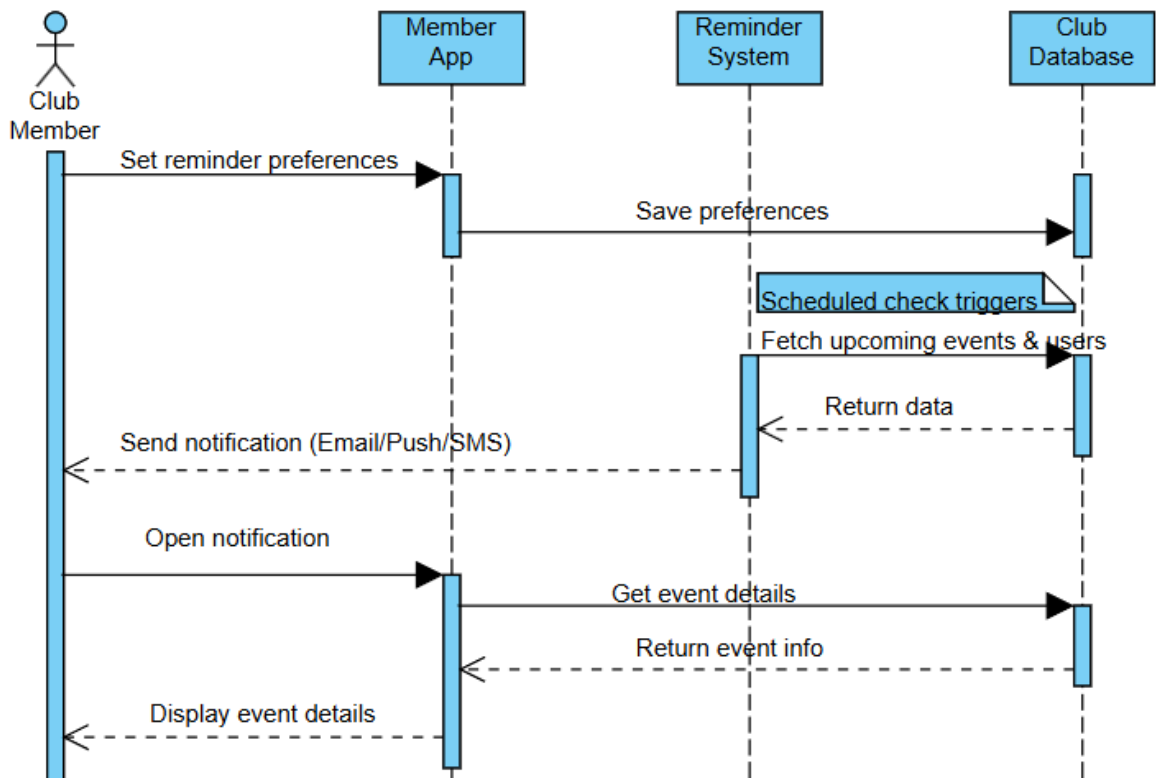 Member
App
Reminder
System
Club
Database
Club
Member
Set reminder preferences
Save preferences
Scheduled check triggers
Fetch upcoming events & users
Return data
Send notification (Email/Push/SMS)
Open notification
Get event details
Return event info
Display event details